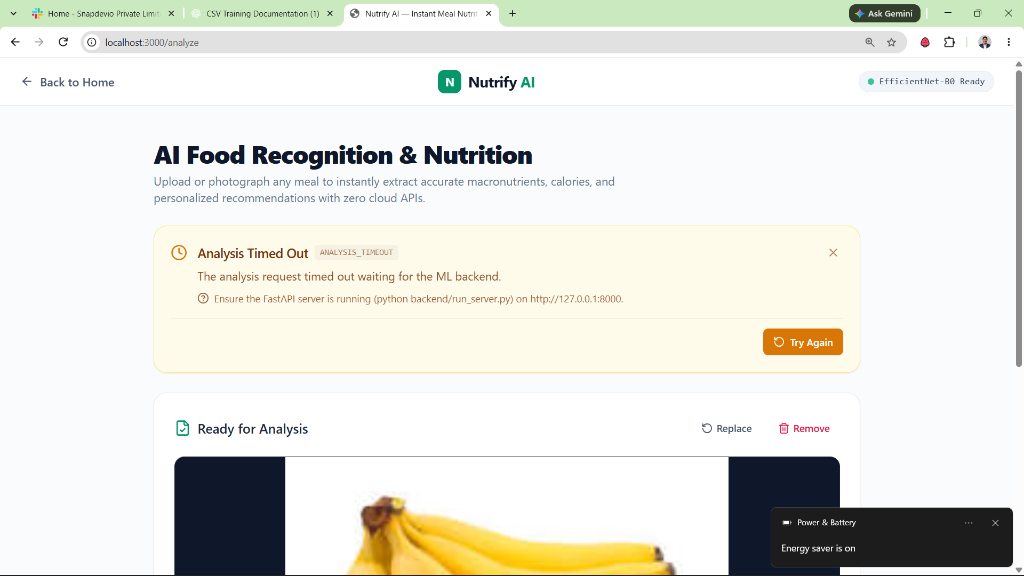 Home - Snapdevio Private Limit
CSV Training Documentation (1)
Nutrify AI — Instant Meal Nutrit
Ask Gemini
localhost:3000/analyze
Back to Home
N Nutrify AI
EfficientNet-B0 Ready
AI Food Recognition & Nutrition
Upload or photograph any meal to instantly extract accurate macronutrients, calories, and
personalized recommendations with zero cloud APIs.
Analysis Timed Out ANALYSIS_TIMEOUT
The analysis request timed out waiting for the ML backend.
Ensure the FastAPI server is running (python backend/run_server.py) on http://127.0.0.1:8000.
Try Again
Ready for Analysis
Replace
Remove
Power & Battery
Energy saver is on